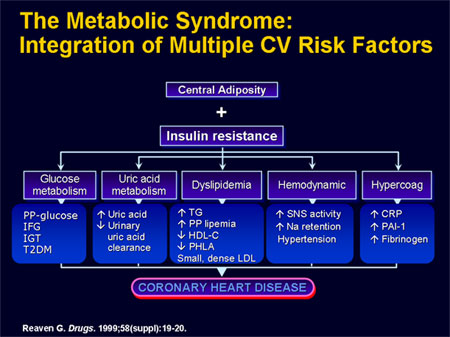 The Metabolic Syndrome:
Integration of Multiple CV Risk Factors
Central Adiposity
+
Insulin resistance
Glucose
metabolism
Uric acid
metabolism
Dyslipidemia
Hemodynamic
Hypercoag
PP-glucose
IFG
IGT
T2DM
↑ Uric acid
↓ Urinary
uric acid
clearance
↑ TG
↑ PP lipemia
↓ HDL-C
↓ PHLA
Small, dense LDL
↑ SNS activity
↑ Na retention
Hypertension
↑ CRP
↑ PAI-1
↑ Fibrinogen
CORONARY HEART DISEASE
Reaven G. Drugs. 1999;58(suppl):19-20.